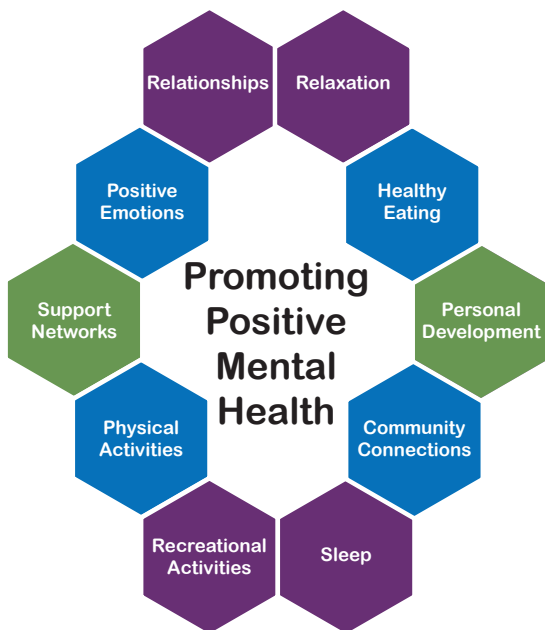 Relationships
Relaxation
Positive
Emotions
Healthy
Eating
Promoting
Positive
Mental
Health
Support
Networks
Personal
Development
Physical
Activities
Community
Connections
Recreational
Activities
Sleep